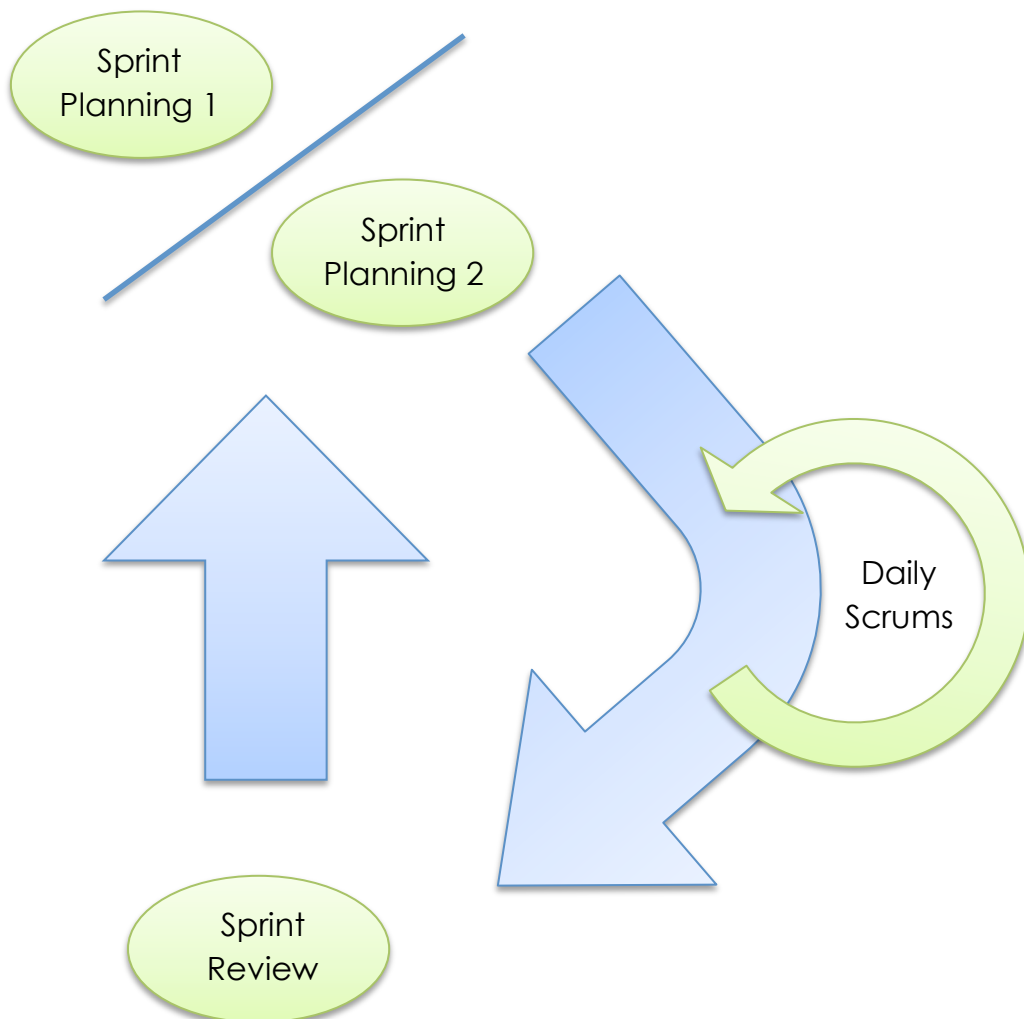 Sprint
Planning 1
Sprint
Planning 2
Daily
Scrums
Sprint
Review